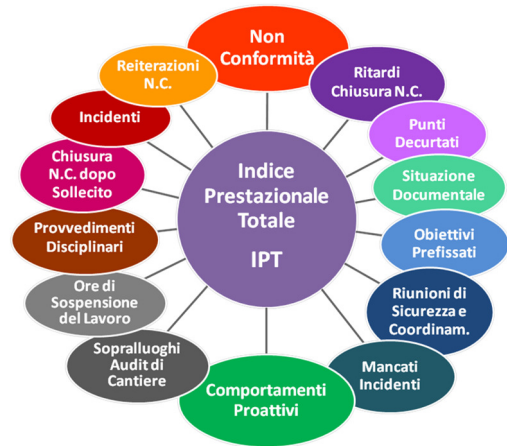 Non
Conformità
Ritardi
Chiusura N.C.
Punti
Decurtati
Situazione
Documentale
Obiettivi
Prefissati
Riunioni di
Sicurezza e
Coordinam.
Mancati
Incidenti
Comportamenti
Proattivi
Sopralluoghi
Audit di
Cantiere
Ore di
Sospensione
del Lavoro
Provvedimenti
Disciplinari
Chiusura
N.C. dopo
Sollecito
Incidenti
Reiterazioni
N.C.
Indice
Prestazionale
Totale
IPT